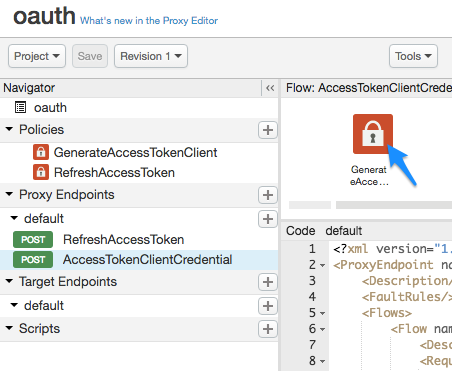 oauth What's new in the Proxy Editor
Project Save Revision 1 Tools
Navigator
oauth
Policies
GenerateAccessTokenClient
RefreshAccessToken
Proxy Endpoints
default
POST RefreshAccessToken
POST AccessTokenClientCredential
Target Endpoints
default
Scripts
Flow: AccessTokenClientCrede
Generat
eAcce...
Code default
1 <?xml version="1.
2 <ProxyEndpoint na
3 <Description/
4 <FaultRules/>
5 <Flows>
6 <Flow nam
7 <Desc
8 <Requ